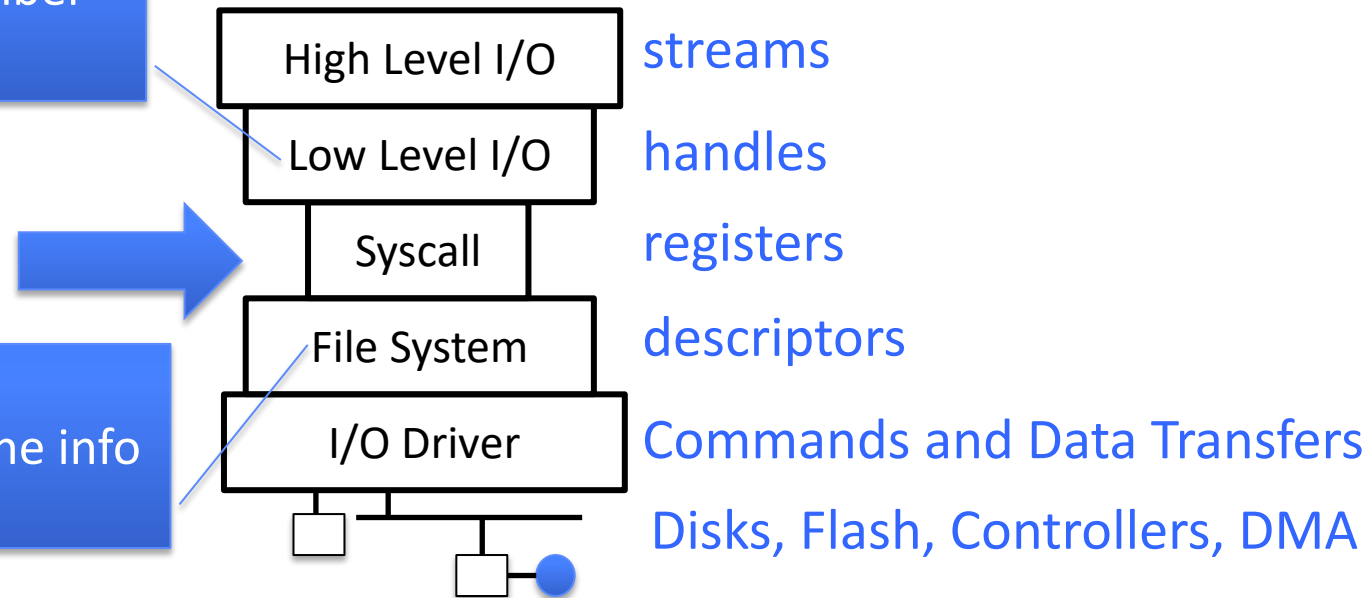 High Level I/O
streams
Low Level I/O
handles
Syscall
registers
File System
descriptors
info
I/O Driver
Commands and Data Transfers
Disks, Flash, Controllers, DMA